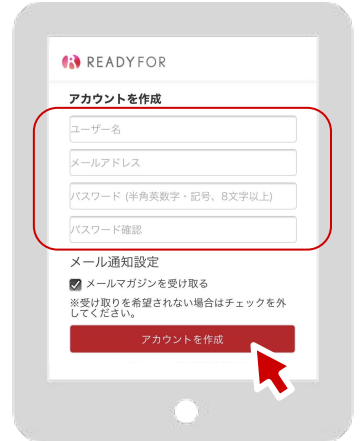 READYFOR
アカウントを作成
ユーザー名
メールアドレス
パスワード (半角英数字・記号、8文字以上)
パスワード確認
メール通知設定
メールマガジンを受け取る
※受け取りを希望されない場合はチェックを外
してください。
アカウントを作成